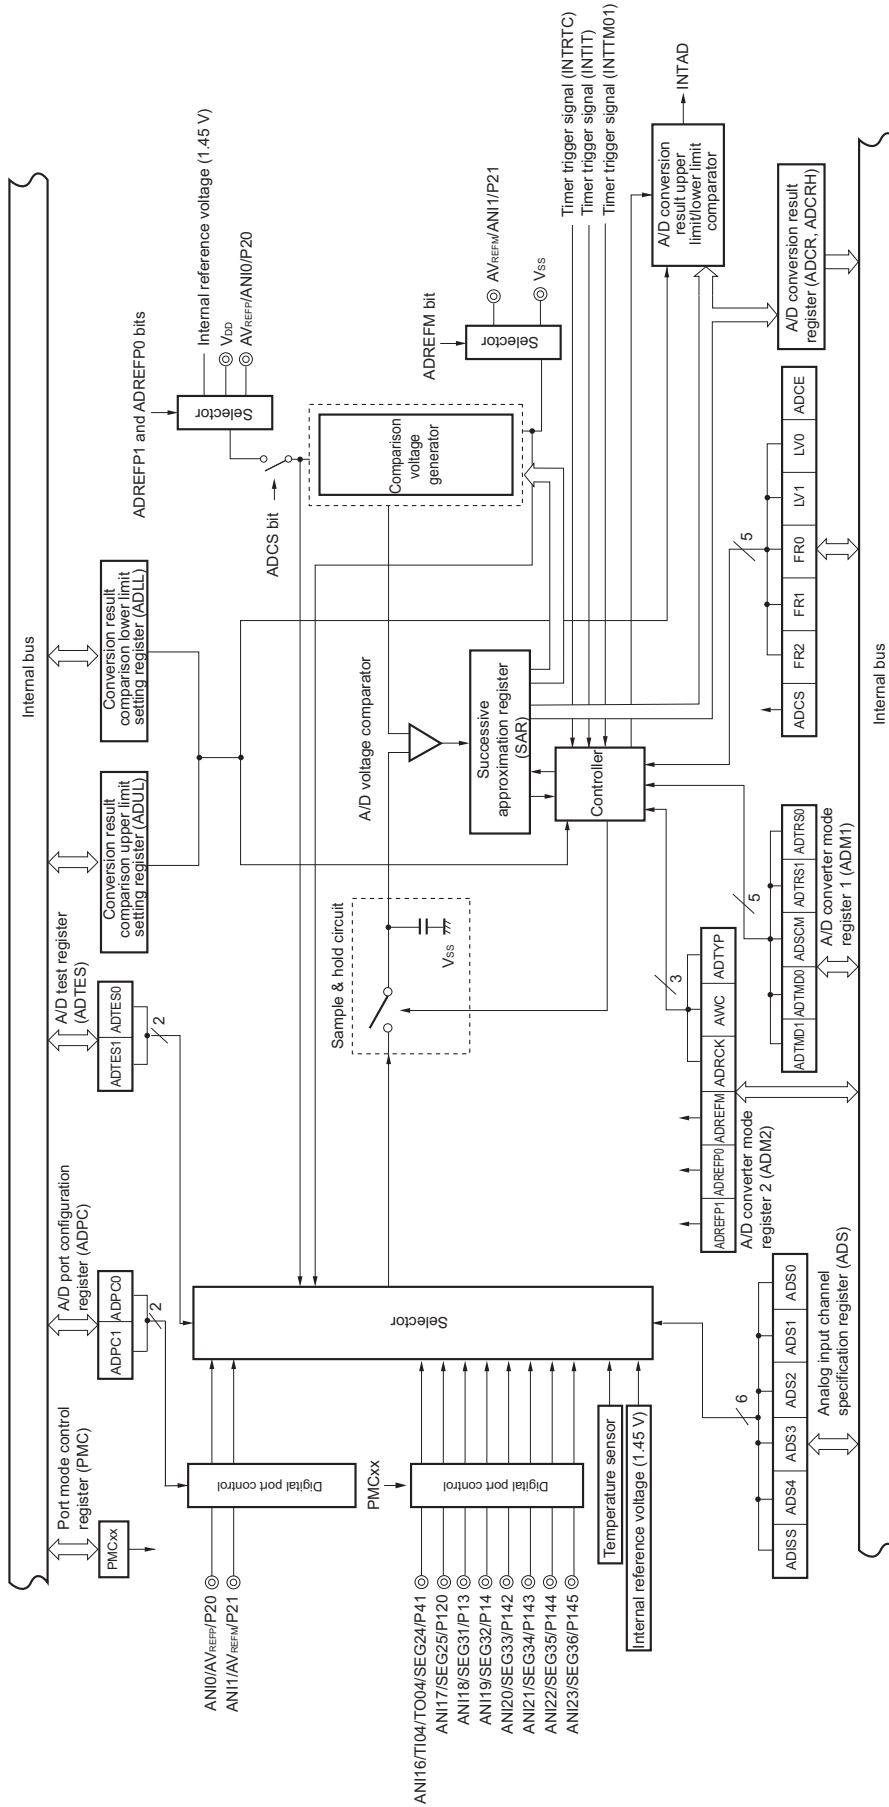 Internal bus
Port mode control
register (PMC)
PMCxx
A/D port configuration
register (ADPC)
ADPC1
ADPC0
2
A/D test register
(ADTES)
ADTES1
ADTES0
2
Conversion result
comparison upper limit
setting register (ADUL)
Conversion result
comparison lower limit
setting register (ADLL)
ADREFP1 and ADREFP0 bits
Selector
Internal reference voltage (1.45 V)
VDD
AVREFP/ANI0/P20
ADCS bit
Comparison
voltage
generator
ADREFM bit
Selector
AVREFM/ANI1/P21
VSS
ANI0/AVREFP/P20
ANI1/AVREFM/P21
Digital port control
PMCxx
ANI16/TI04/TO04/SEG24/P41
ANI17/SEG25/P120
ANI18/SEG31/P13
ANI19/SEG32/P14
ANI20/SEG33/P142
ANI21/SEG34/P143
ANI22/SEG35/P144
ANI23/SEG36/P145
Digital port control
Temperature sensor
Internal reference voltage (1.45 V)
Selector
Sample & hold circuit
VSS
A/D voltage comparator
Successive
approximation register
(SAR)
Controller
Timer trigger signal (INTRTC)
Timer trigger signal (INTIT)
Timer trigger signal (INTTM01)
A/D conversion
result upper
limit/lower limit
comparator
INTAD
A/D conversion result
register (ADCR, ADCRH)
6
ADISS
ADS4
ADS3
ADS2
ADS1
ADS0
Analog input channel
specification register (ADS)
3
ADREFP1
ADREFP0
ADREFM
ADRCK
AWC
ADTYP
A/D converter mode
register 2 (ADM2)
5
ADTMD1
ADTMD0
ADSCM
ADTRS1
ADTRS0
A/D converter mode
register 1 (ADM1)
5
ADCS
FR2
FR1
FR0
LV1
LV0
ADCE
Internal bus